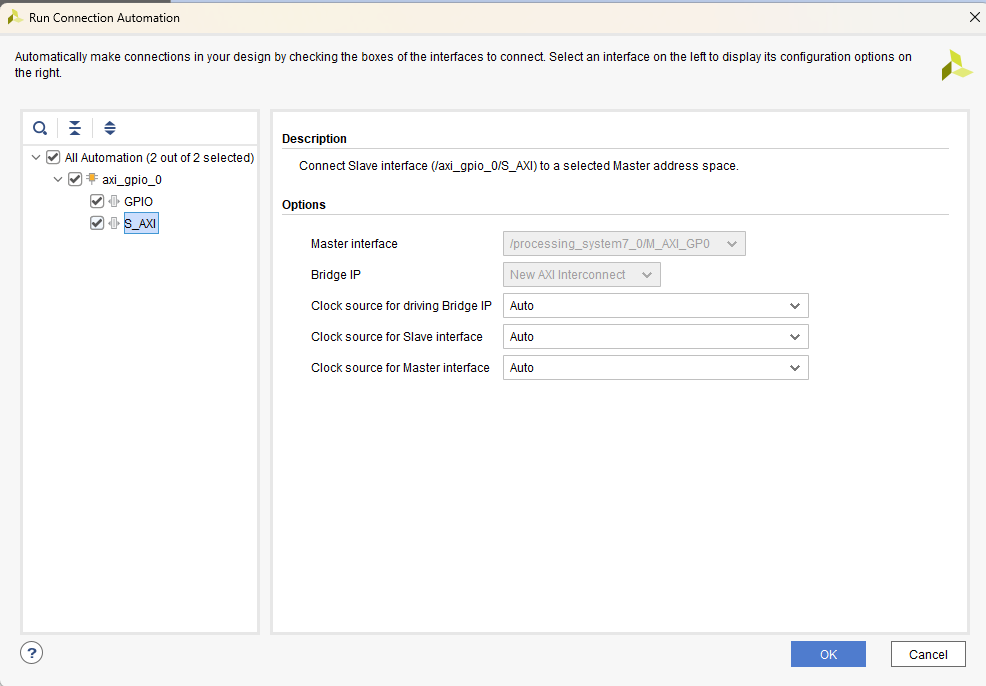 Run Connection Automation
Automatically make connections in your design by checking the boxes of the interfaces to connect. Select an interface on the left to display its configuration options on
the right.
All Automation (2 out of 2 selected)
axi_gpio_0
GPIO
S_AXI
Description
Connect Slave interface (/axi_gpio_0/S_AXI) to a selected Master address space.
Options
Master interface /processing_system7_0/M_AXI_GP0
Bridge IP New AXI Interconnect
Clock source for driving Bridge IP Auto
Clock source for Slave interface Auto
Clock source for Master interface Auto
?
OK Cancel